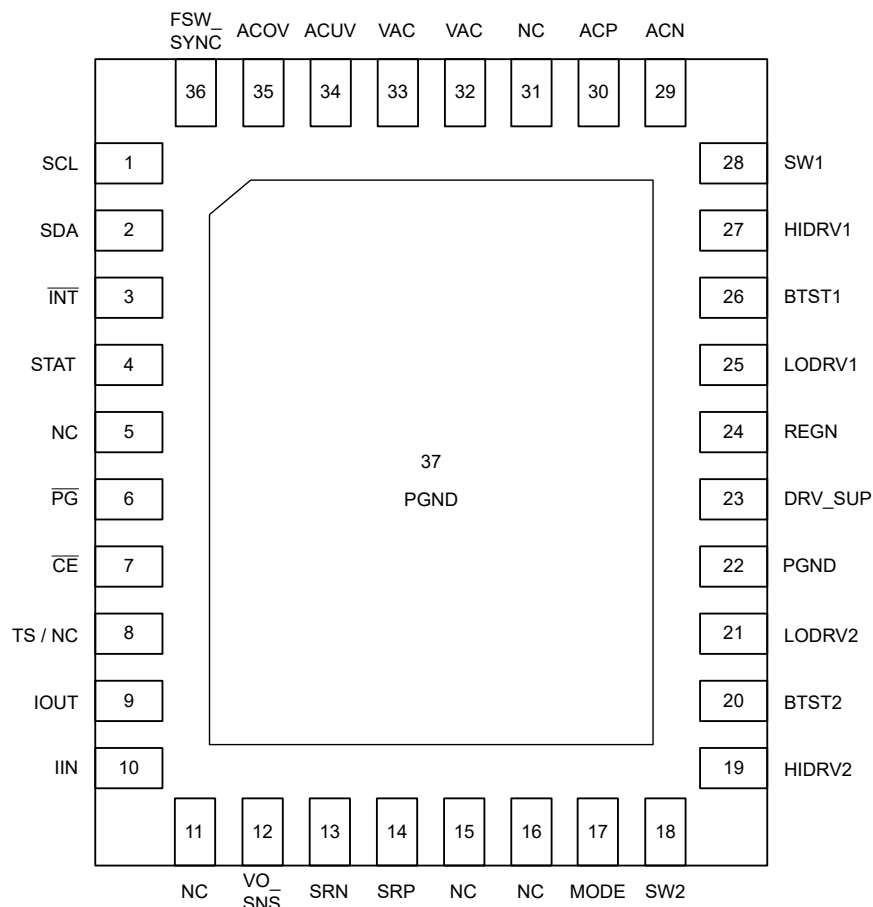 FSW_
SYNC
ACOV
ACUV
VAC
VAC
NC
ACP
ACN
36
35
34
33
32
31
30
29
SCL
1
28
SW1
SDA
2
27
HIDRV1
INT
3
26
BTST1
STAT
4
25
LODRV1
NC
5
24
REGN
37
PGND
PG
6
23
DRV_SUP
CE
7
22
PGND
TS / NC
8
21
LODRV2
IOUT
9
20
BTST2
IIN
10
19
HIDRV2
11
12
13
14
15
16
17
18
NC
VO_
SNS
SRN
SRP
NC
NC
MODE
SW2